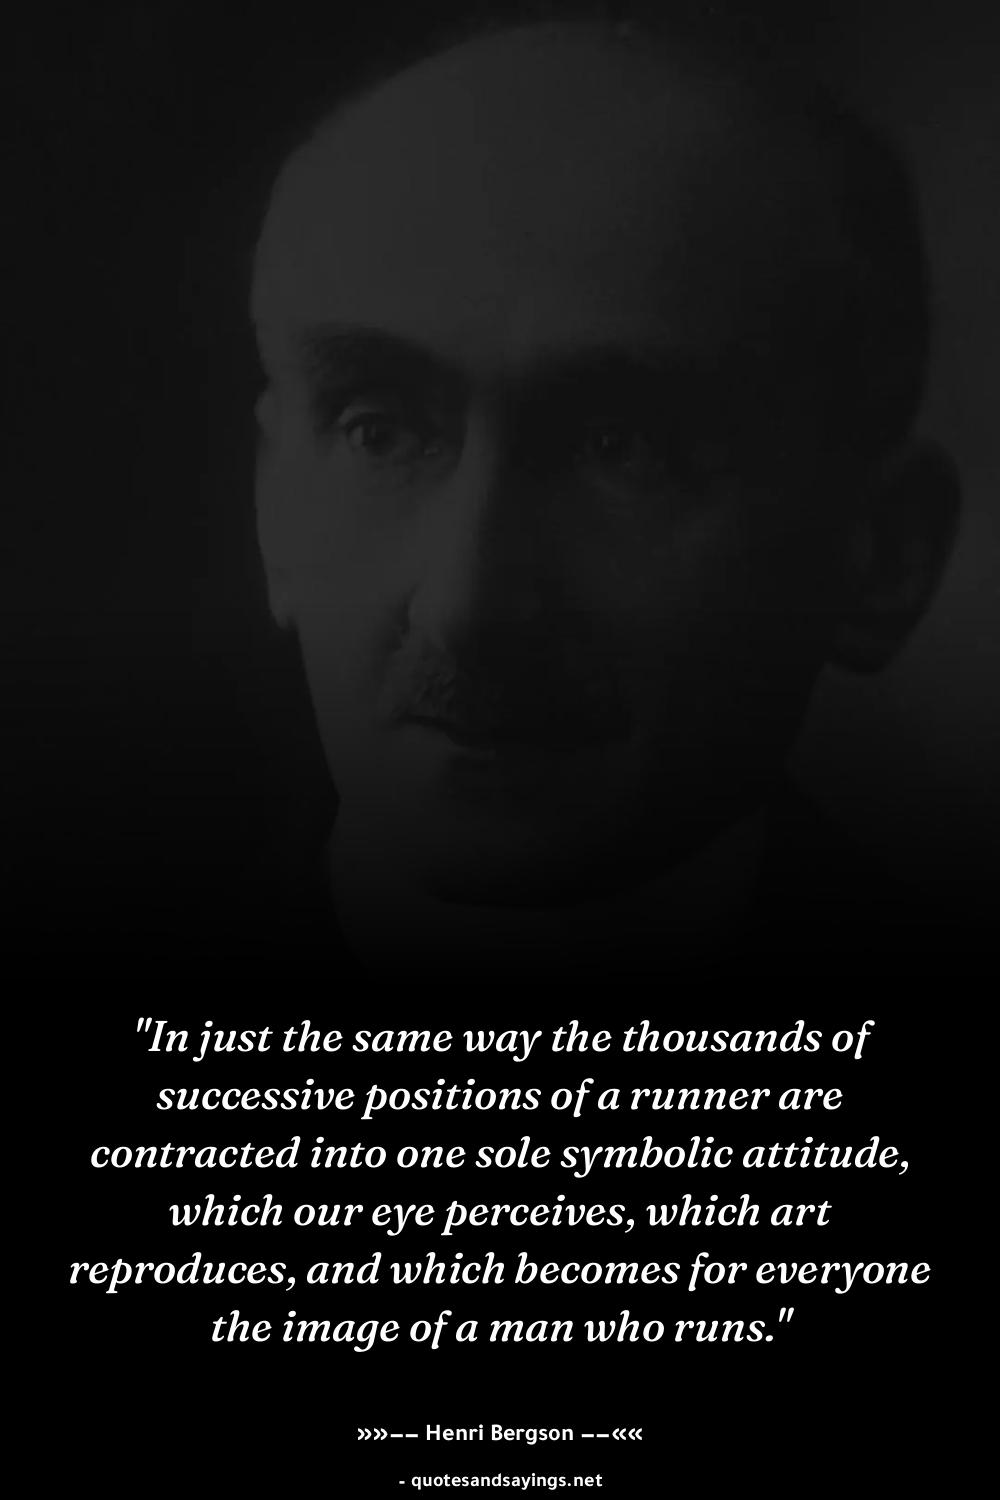 "In just the same way the thousands of
successive positions of a runner are
contracted into one sole symbolic attitude,
which our eye perceives, which art
reproduces, and which becomes for everyone
the image of a man who runs."
»»−− Henri Bergson −−««
- quotesandsayings.net